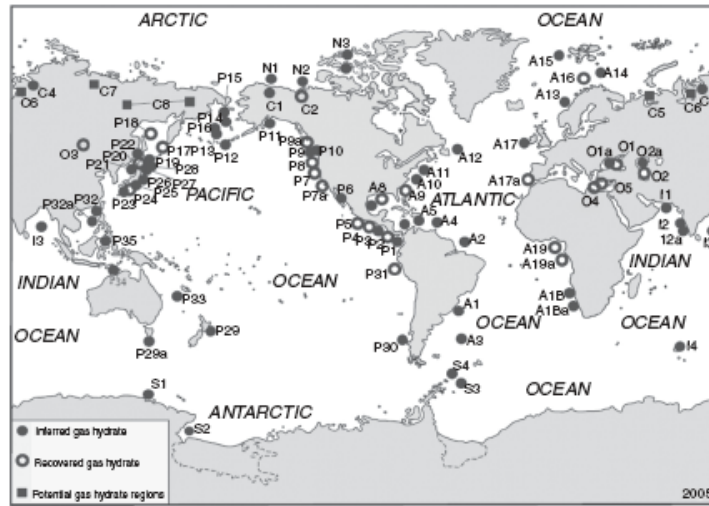 ARCTIC
OCEAN
N3
N1
N2
P15
A15
A14
A16
C7
C4
C6
C1
C2
A13
C5
C6
C8
P14
P16
P18
P11
P9a
P17
P13
P12
P9
P10
A12
A17
O1
O1a
O2a
O3
P22
P20
P21
P19
P28
P8
A11
P26
P27
P7
A10
A17a
O2
P25
P24
P23
PACIFIC
P7a
P6
A8
A9
ATLANTIC
O5
O4
P32a
P32
A5
A4
I1
I3
P35
P5
P4
P3
P2
P1
A2
I2
I2a
A19
A19a
INDIAN
OCEAN
INDIAN
P34
P31
P33
A1B
A1Ba
A1
OCEAN
P29
P30
A3
OCEAN
OCEAN
I4
P29a
S4
S3
S1
OCEAN
ANTARCTIC
S2
Inferred gas hydrate
Recovered gas hydrate
Potential gas hydrate regions
2005